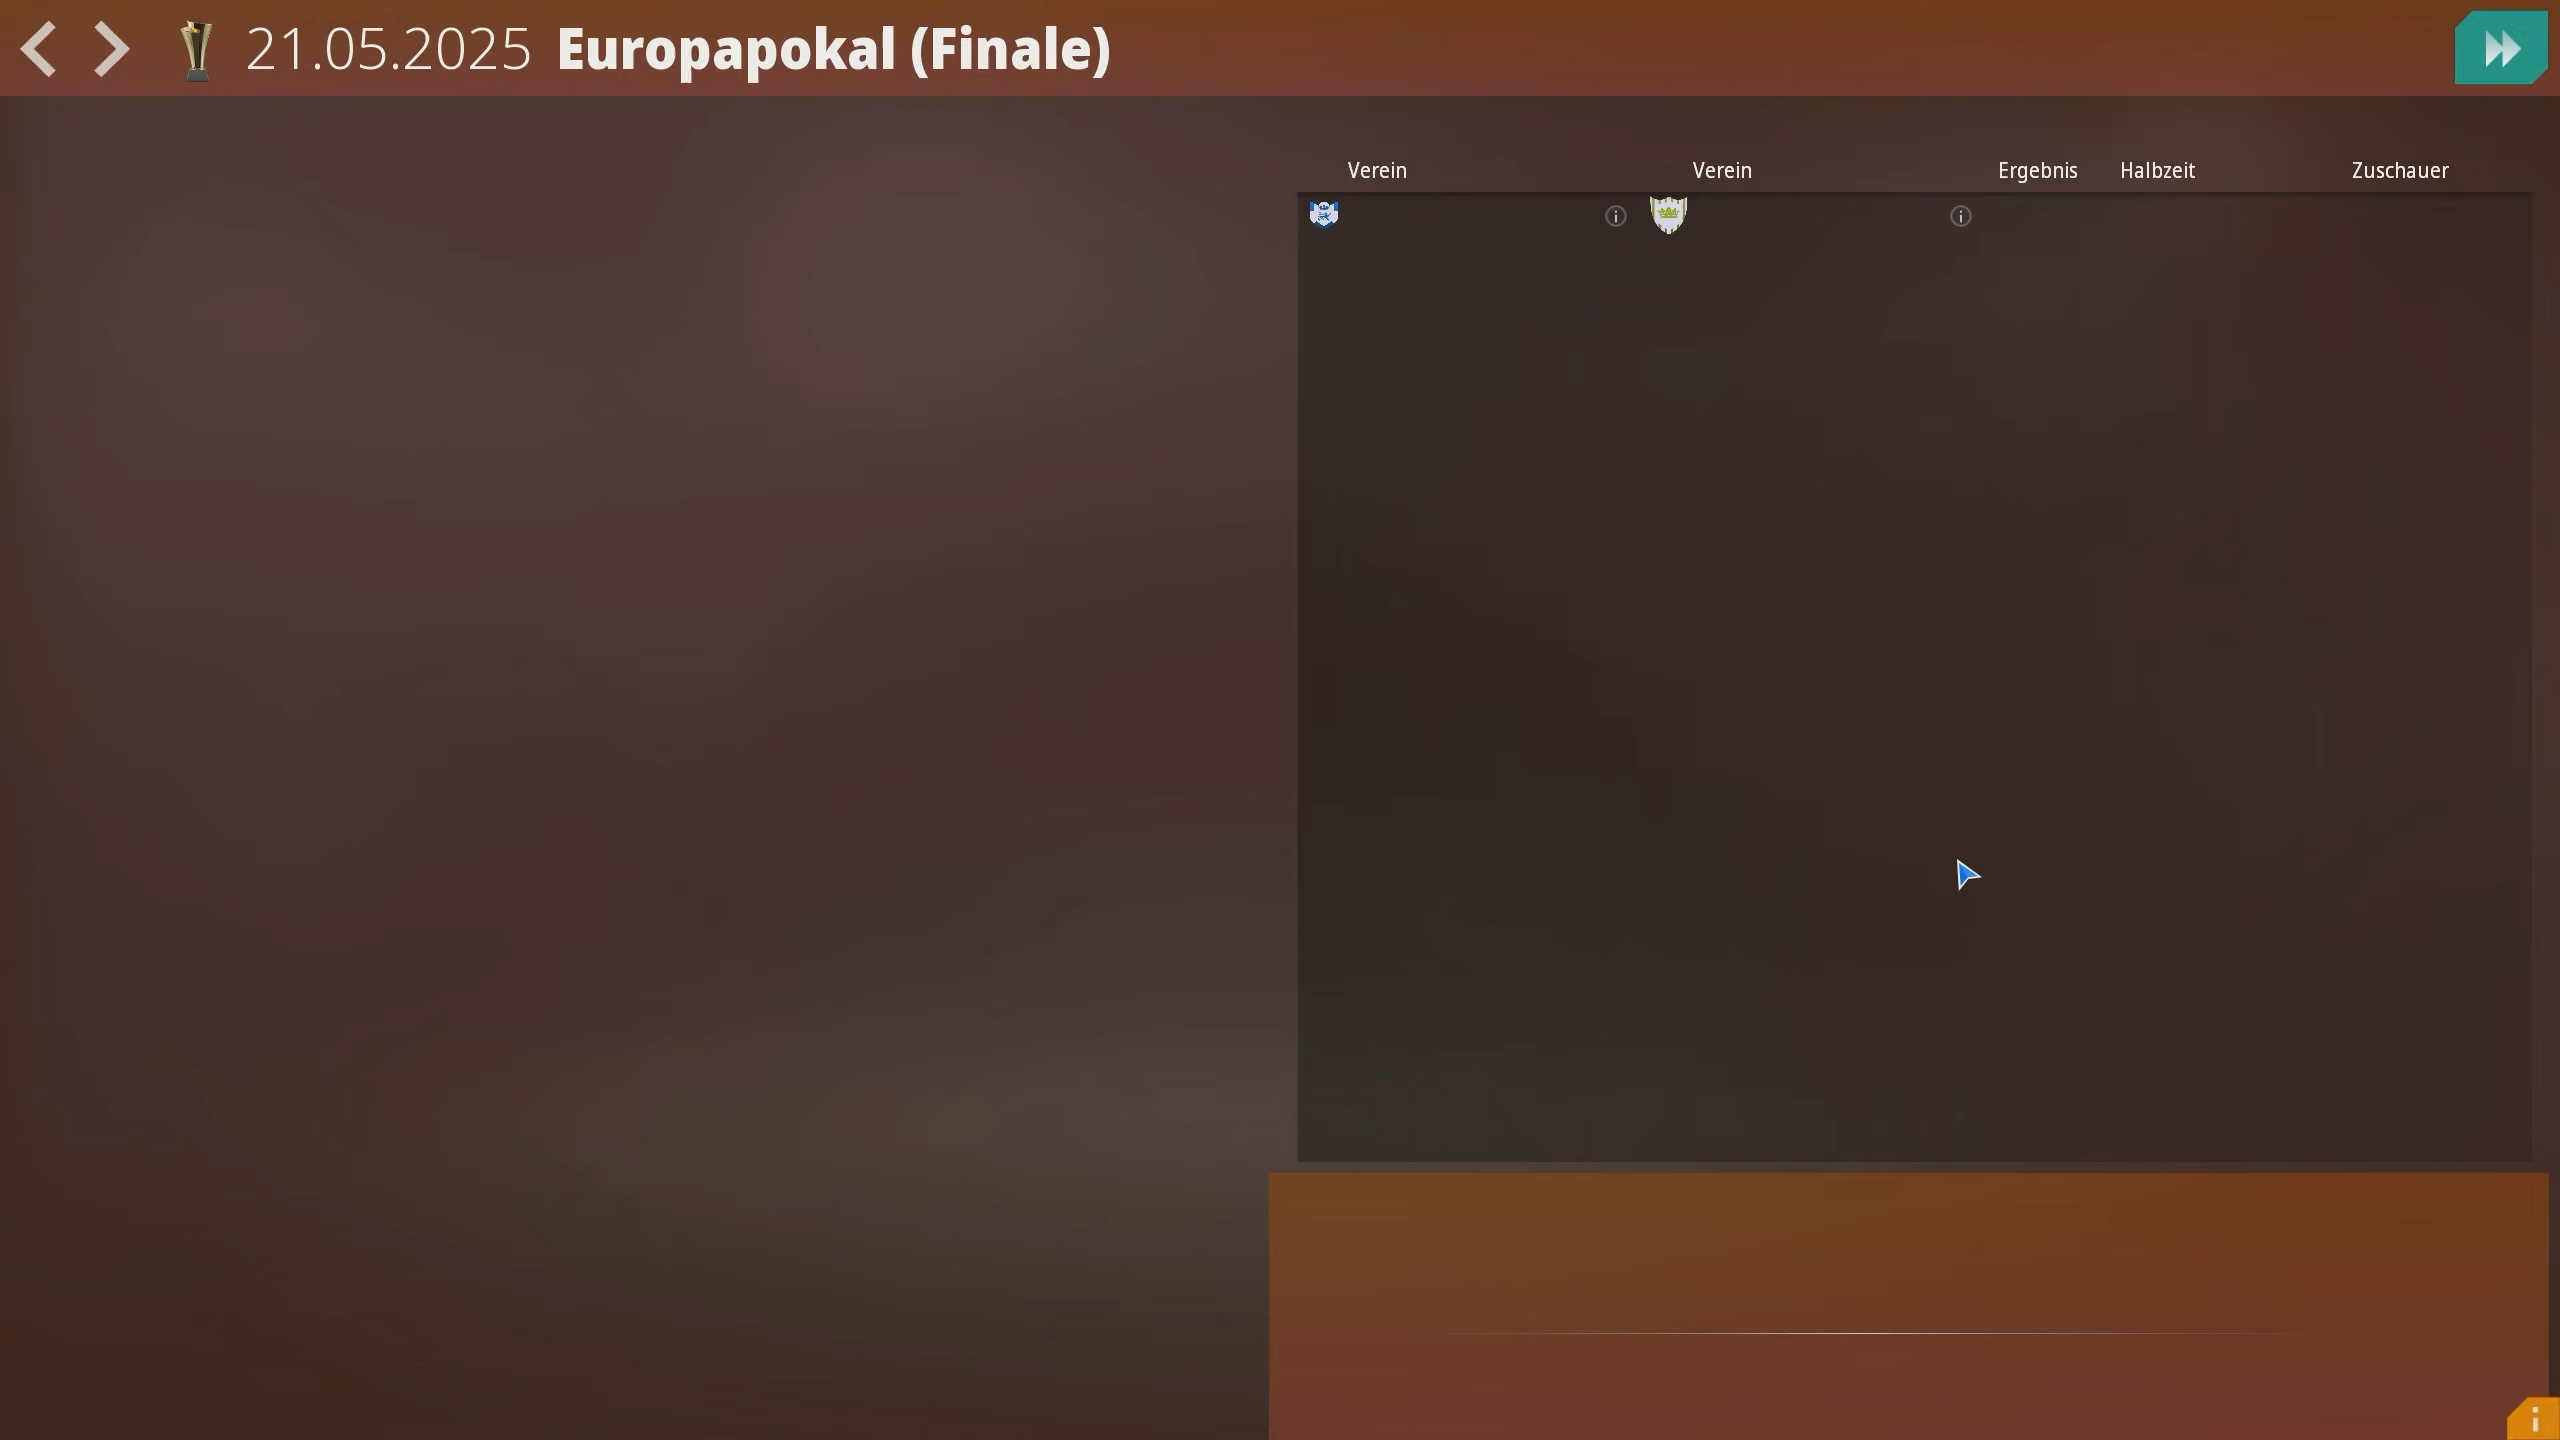 21.05.2025 Europapokal (Finale)
Verein Verein Ergebnis Halbzeit Zuschauer